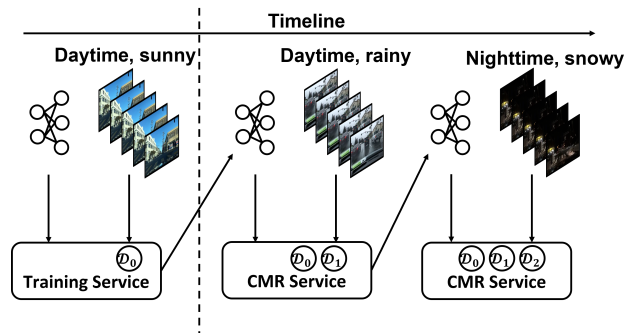 Timeline
Daytime, sunny
Daytime, rainy
Nighttime, snowy
𝒟₀
Training Service
𝒟₀ 𝒟₁
CMR Service
𝒟₀ 𝒟₁ 𝒟₂
CMR Service